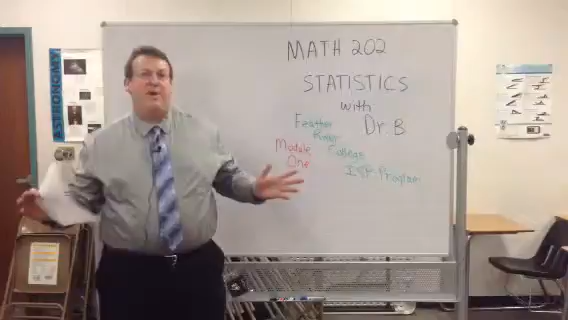 MATH 202
STATISTICS
with
Dr. B
Feather
River
College
ISP Program
Module
One
ASTRONOMY